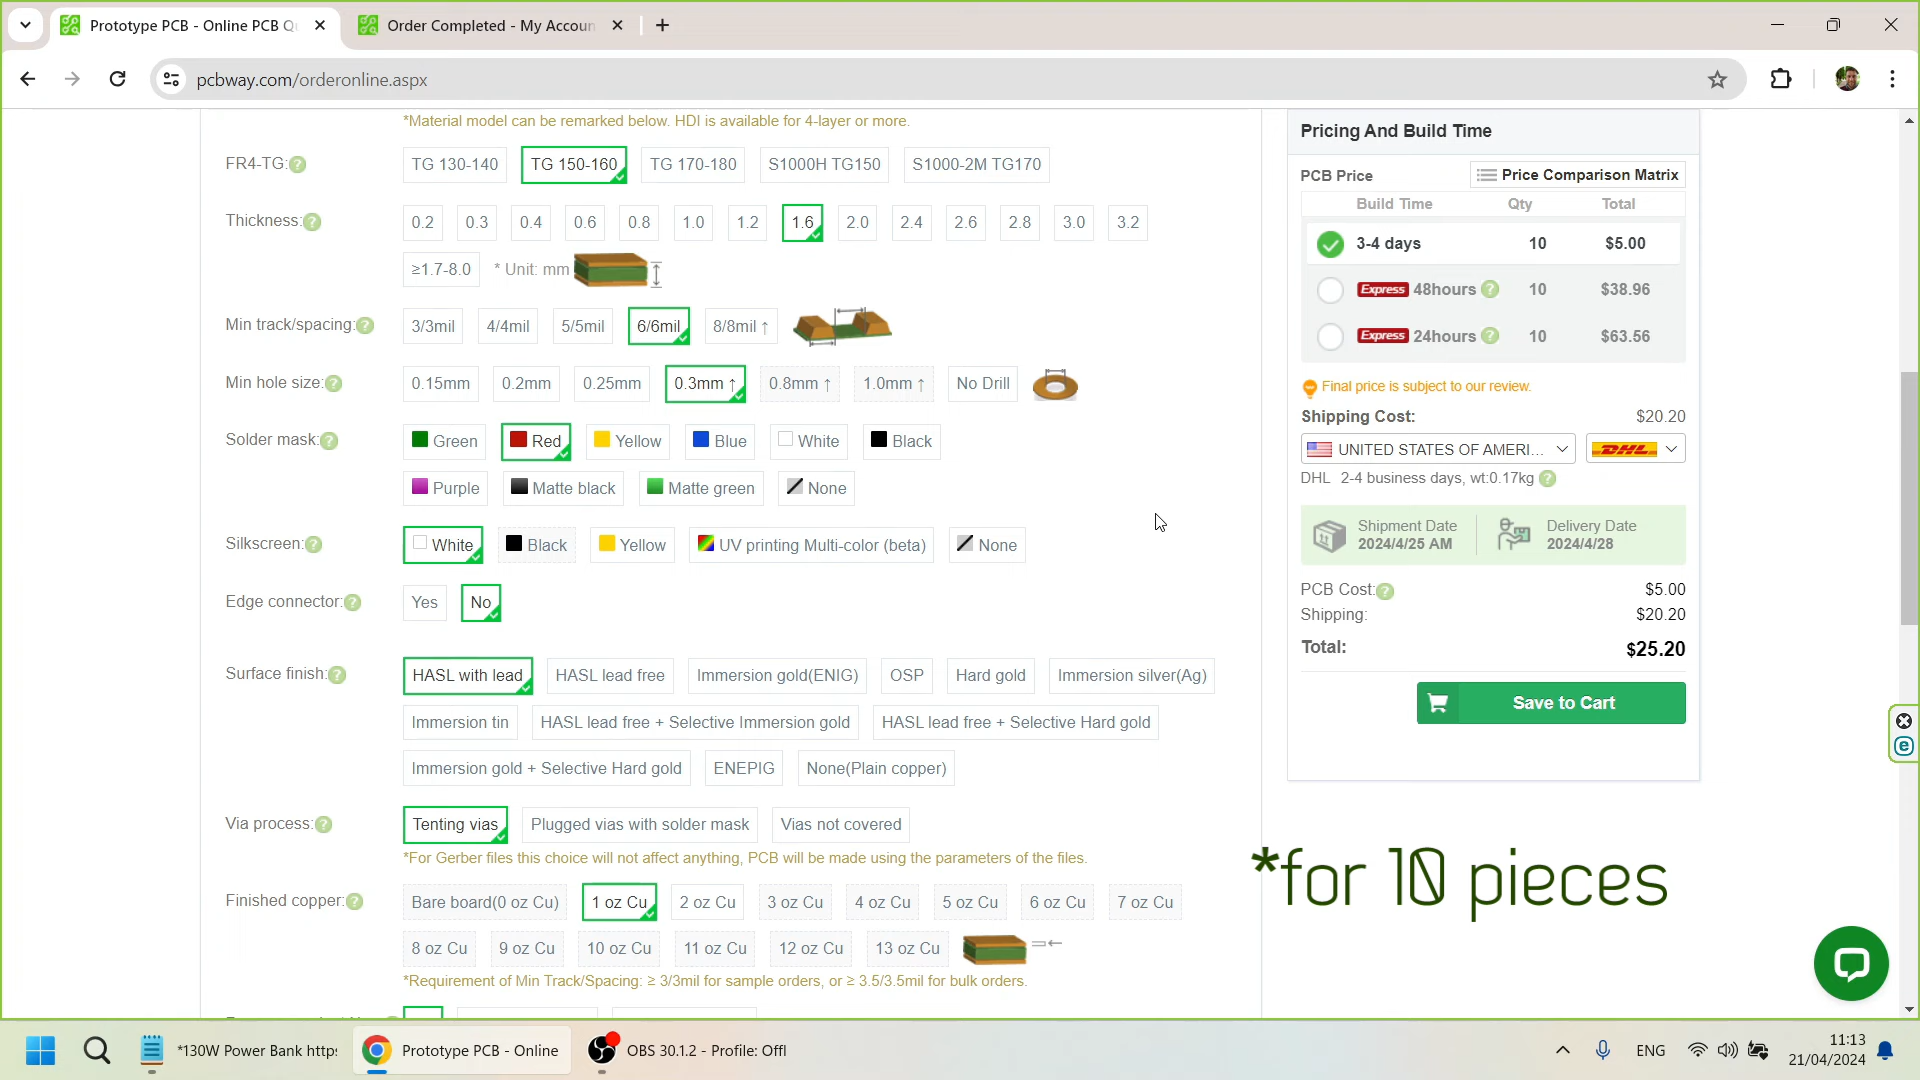 Prototype PCB - Online PCB Qu
Order Completed - My Accoun
pcbway.com/orderonline.aspx
*Material model can be remarked below. HDI is available for 4-layer or more.
FR4-TG:
TG 130-140 TG 150-160 TG 170-180 S1000H TG150 S1000-2M TG170
Thickness:
0.2 0.3 0.4 0.6 0.8 1.0 1.2 1.6 2.0 2.4 2.6 2.8 3.0 3.2
≥1.7-8.0 * Unit: mm
Min track/spacing:
3/3mil 4/4mil 5/5mil 6/6mil 8/8mil ↑
Min hole size:
0.15mm 0.2mm 0.25mm 0.3mm ↑ 0.8mm ↑ 1.0mm ↑ No Drill
Solder mask:
Green Red Yellow Blue White Black
Purple Matte black Matte green None
Silkscreen:
White Black Yellow UV printing Multi-color (beta) None
Edge connector:
Yes No
Surface finish:
HASL with lead HASL lead free Immersion gold(ENIG) OSP Hard gold Immersion silver(Ag)
Immersion tin HASL lead free + Selective Immersion gold HASL lead free + Selective Hard gold
Immersion gold + Selective Hard gold ENEPIG None(Plain copper)
Via process:
Tenting vias Plugged vias with solder mask Vias not covered
*For Gerber files this choice will not affect anything, PCB will be made using the parameters of the files.
Finished copper:
Bare board(0 oz Cu) 1 oz Cu 2 oz Cu 3 oz Cu 4 oz Cu 5 oz Cu 6 oz Cu 7 oz Cu
8 oz Cu 9 oz Cu 10 oz Cu 11 oz Cu 12 oz Cu 13 oz Cu
*Requirement of Min Track/Spacing: ≥ 3/3mil for sample orders, or ≥ 3.5/3.5mil for bulk orders.
Pricing And Build Time
PCB Price
Price Comparison Matrix
Build Time Qty Total
3-4 days 10 $5.00
Express 48hours 10 $38.96
Express 24hours 10 $63.56
Final price is subject to our review.
Shipping Cost: $20.20
UNITED STATES OF AMERI... DHL
DHL 2-4 business days, wt:0.17kg
Shipment Date
2024/4/25 AM
Delivery Date
2024/4/28
PCB Cost: $5.00
Shipping: $20.20
Total: $25.20
Save to Cart
*for 10 pieces
*130W Power Bank https
Prototype PCB - Online
OBS 30.1.2 - Profile: Offl
ENG
11:13
21/04/2024